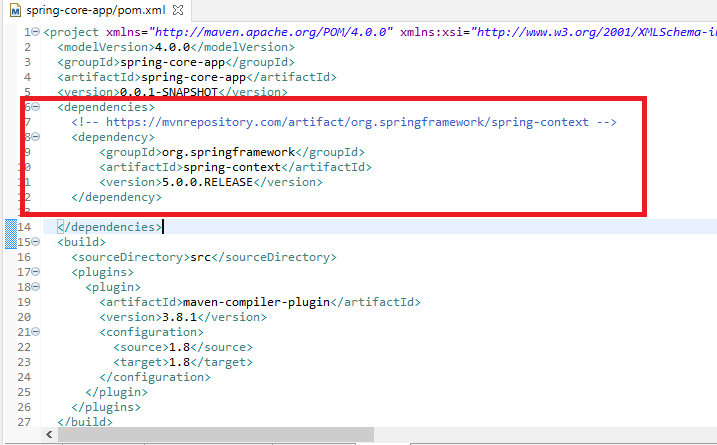 spring-core-app/pom.xml
1 <project xmlns="http://maven.apache.org/POM/4.0.0" xmlns:xsi="http://www.w3.org/2001/XMLSchema-in
2 <modelVersion>4.0.0</modelVersion>
3 <groupId>spring-core-app</groupId>
4 <artifactId>spring-core-app</artifactId>
5 <version>0.0.1-SNAPSHOT</version>
6 <dependencies>
7 <!-- https://mvnrepository.com/artifact/org.springframework/spring-context -->
8 <dependency>
9 <groupId>org.springframework</groupId>
10 <artifactId>spring-context</artifactId>
11 <version>5.0.0.RELEASE</version>
12 </dependency>
14 </dependencies>
15 <build>
16 <sourceDirectory>src</sourceDirectory>
17 <plugins>
18 <plugin>
19 <artifactId>maven-compiler-plugin</artifactId>
20 <version>3.8.1</version>
21 <configuration>
22 <source>1.8</source>
23 <target>1.8</target>
24 </configuration>
25 </plugin>
26 </plugins>
27 </build>